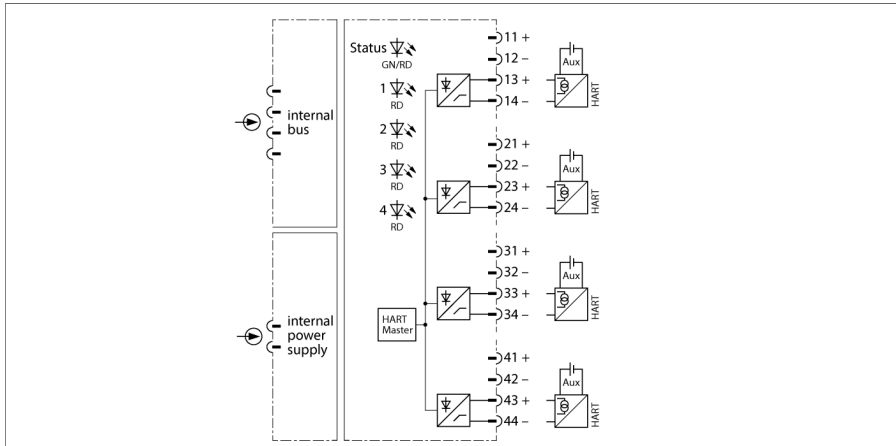 Status
GN/RD
1
RD
2
RD
3
RD
4
RD
internal
bus
internal
power
supply
HART
Master
11 +
12 –
13 +
14 –
Aux
HART
21 +
22 –
23 +
24 –
Aux
HART
31 +
32 –
33 +
34 –
Aux
HART
41 +
42 –
43 +
44 –
Aux
HART